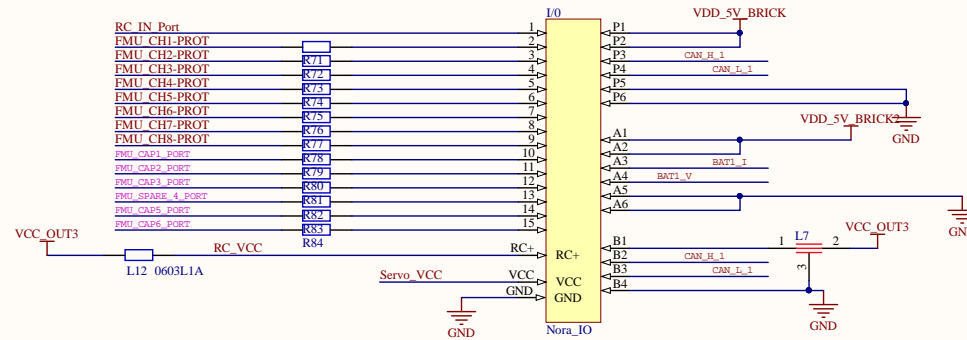 I/0
VDD_5V_BRICK
RC_IN_Port 1 P1
FMU_CH1-PROT 2 P2
R71
FMU_CH2-PROT 3 P3 CAN_H_1
R72
FMU_CH3-PROT 4 P4 CAN_L_1
R73
FMU_CH4-PROT 5 P5
R74
FMU_CH5-PROT 6 P6
R75
FMU_CH6-PROT 7
R76
GND
VDD_5V_BRICK2
FMU_CH7-PROT 8 A1
R77
FMU_CH8-PROT 9 A2
R78
FMU_CAP1_PORT 10 A3 BAT1_I
R79
FMU_CAP2_PORT 11 A4 BAT1_V
R80
FMU_CAP3_PORT 12 A5
R81
FMU_SPARE_4_PORT 13 A6
R82
GND
FMU_CAP5_PORT 14
R83
FMU_CAP6_PORT 15
R84
VCC_OUT3 RC_VCC RC+ RC+
L12 0603L1A
B1 1 L7 2 VCC_OUT3
3
B2 CAN_H_1
Servo_VCC VCC VCC B3 CAN_L_1
GND GND B4
GND
GND
Nora_IO